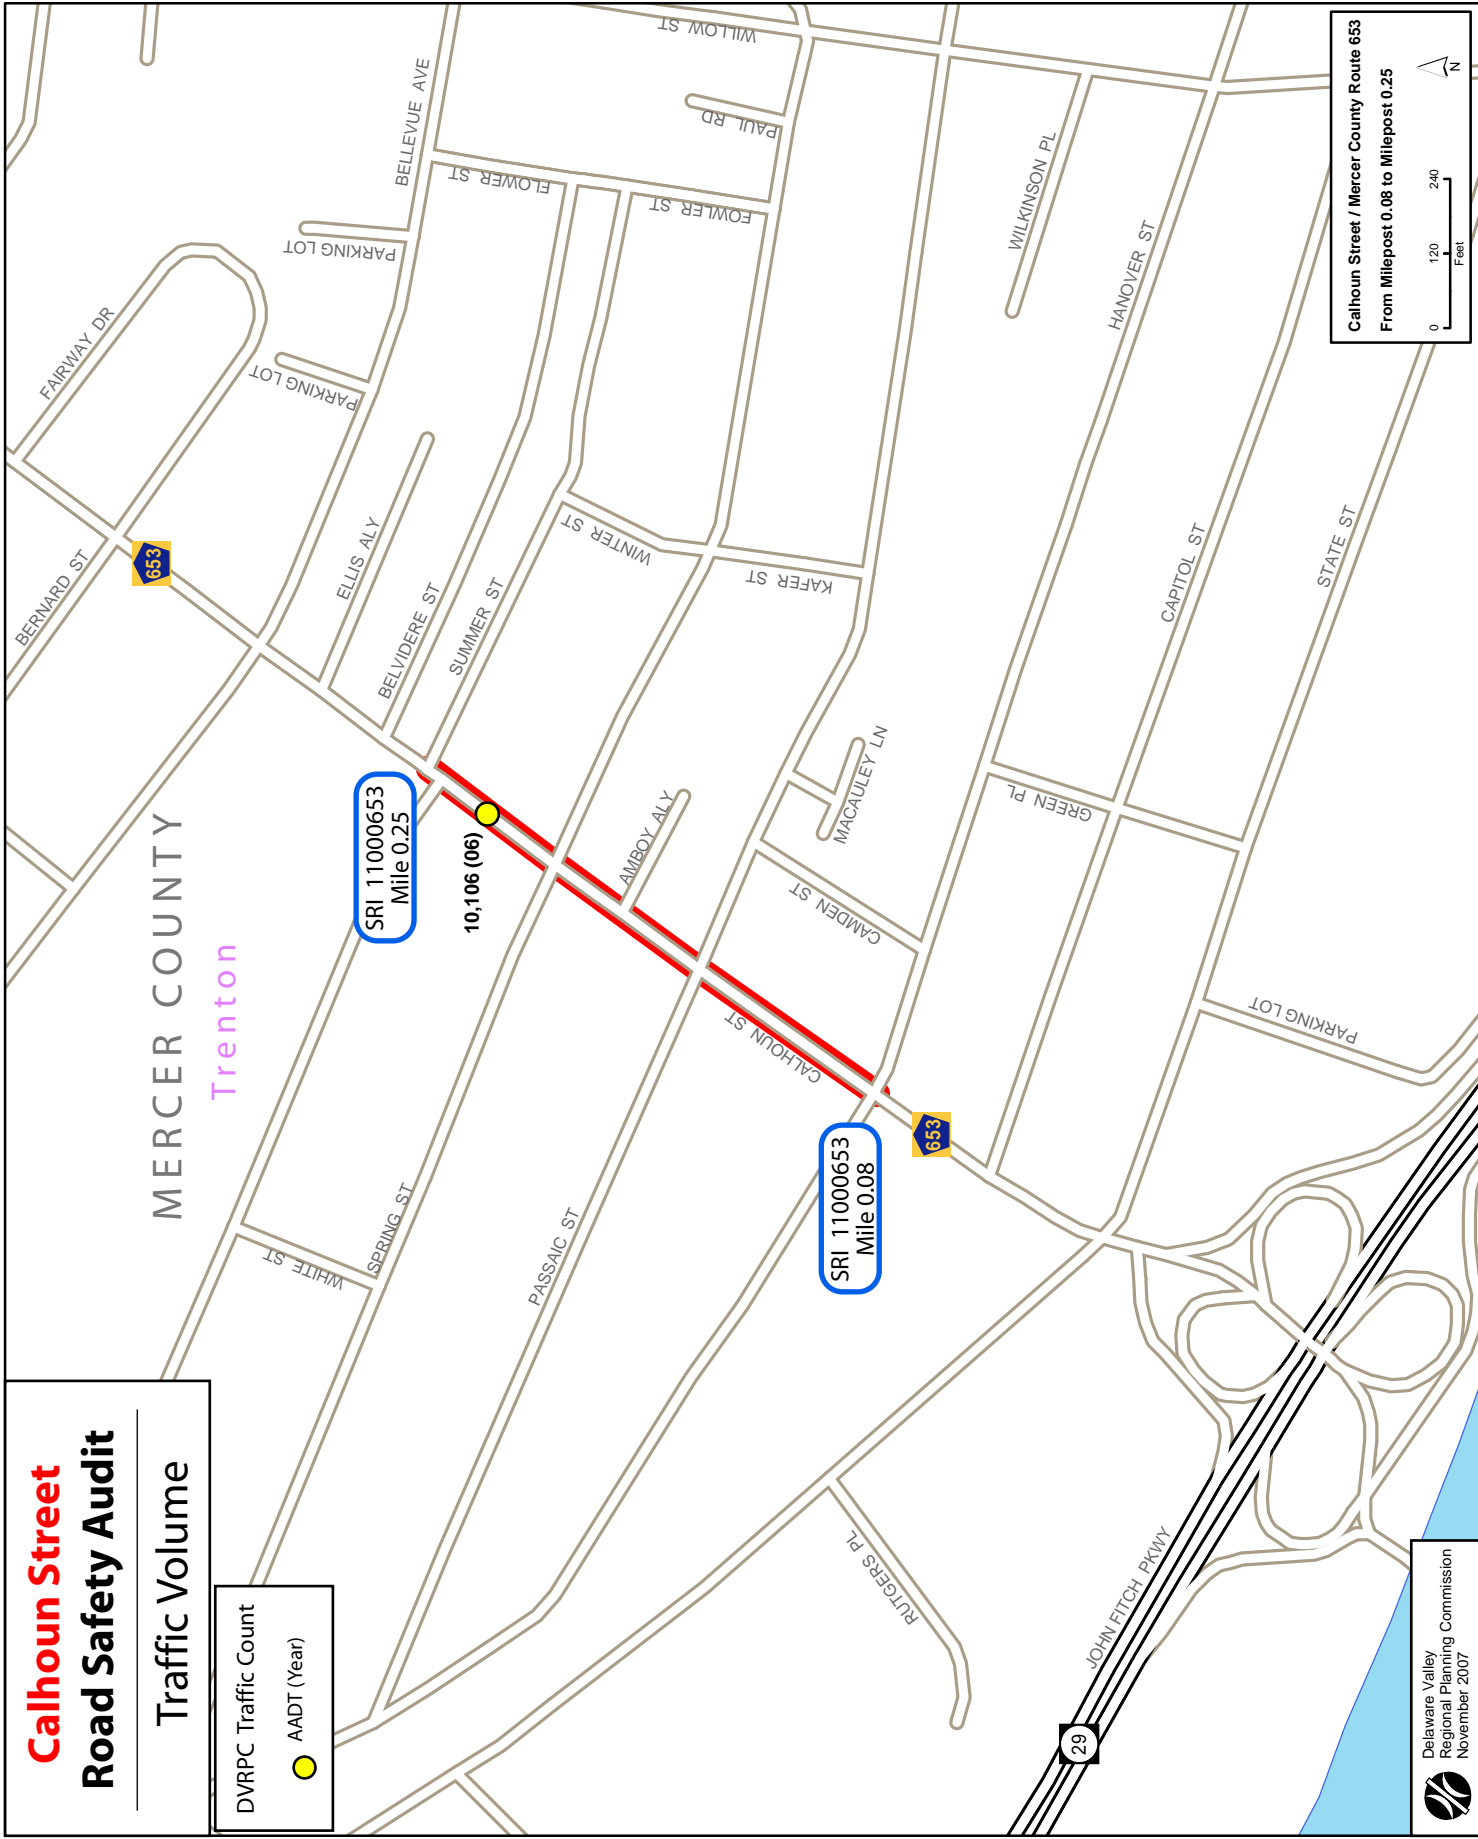 Calhoun Street
Road Safety Audit
Traffic Volume
DVRPC Traffic Count
AADT (Year)
MERCER COUNTY
Trenton
BERNARD ST
FAIRWAY DR
653
PARKING LOT
PARKING LOT
BELLEVUE AVE
WILLOW ST
PAUL RD
FLOWER ST
FOWLER ST
ELLIS ALY
BELVIDERE ST
SUMMER ST
WINTER ST
KAFER ST
WILKINSON PL
HANOVER ST
SRI 11000653
Mile 0.25
10,106 (06)
AMBOY ALY
MACAULEY LN
CAMDEN ST
GREEN PL
CAPITOL ST
STATE ST
WHITE ST
SPRING ST
PASSAIC ST
CALHOUN ST
SRI 11000653
Mile 0.08
653
PARKING LOT
RUTGERS PL
JOHN FITCH PKWY
29
Delaware Valley
Regional Planning Commission
November 2007
Calhoun Street / Mercer County Route 653
From Milepost 0.08 to Milepost 0.25
0 120 240
Feet
N